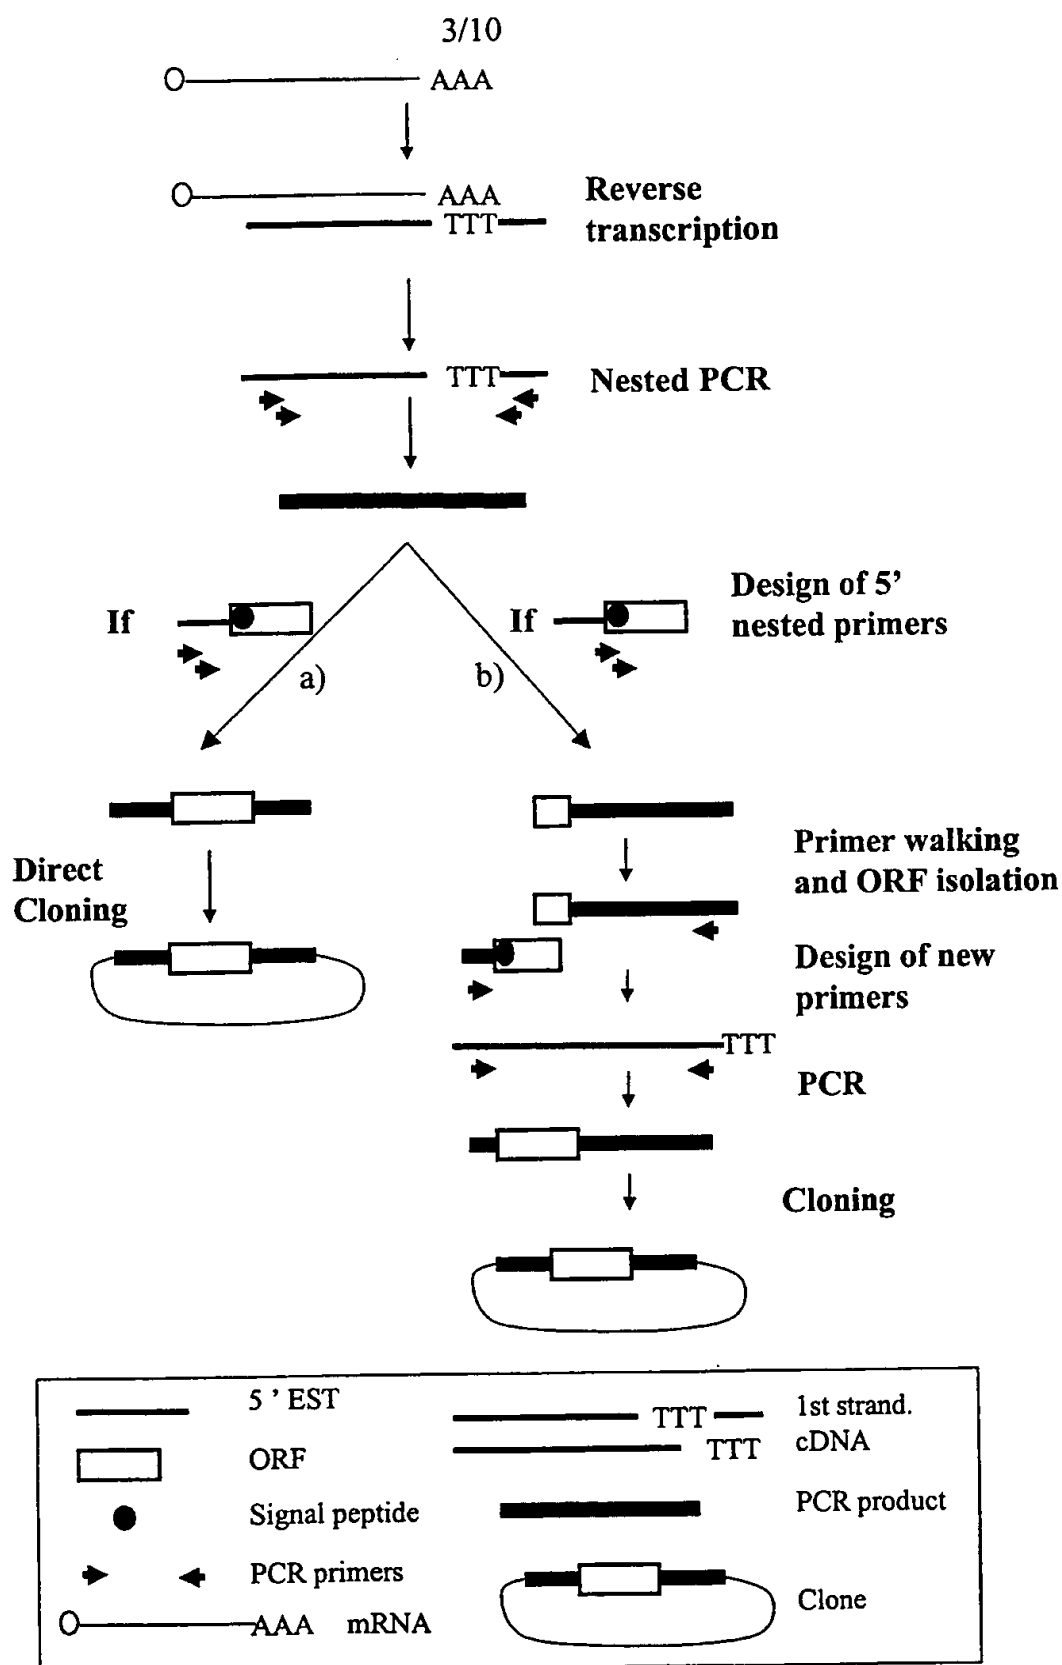 3/10
AAA
AAA
TTT
Reverse
transcription
TTT
Nested PCR
If
If
Design of 5’
nested primers
a)
b)
Direct
Cloning
Primer walking
and ORF isolation
Design of new
primers
TTT
PCR
Cloning
5 ’ EST
ORF
Signal peptide
PCR primers
AAA mRNA
TTT
1st strand.
TTT
cDNA
PCR product
Clone